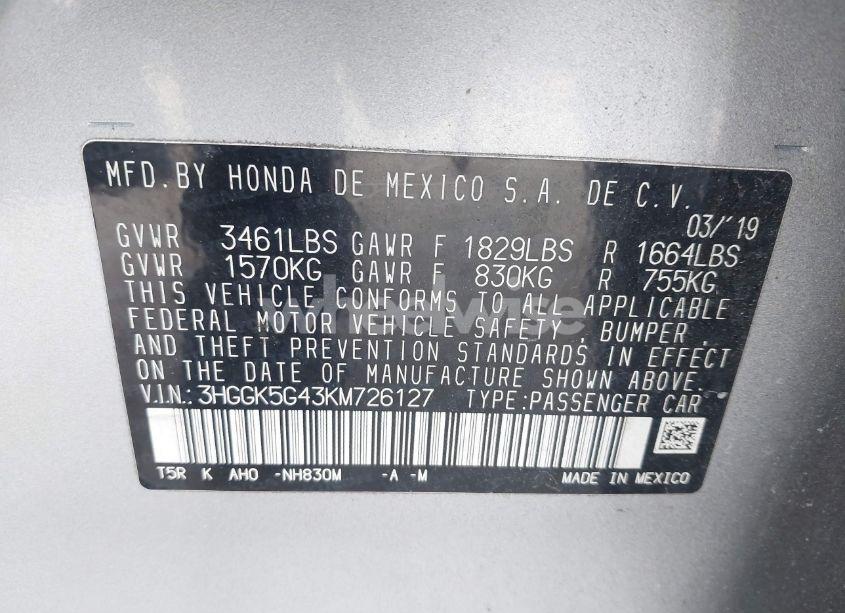 MFD.BY HONDA DE MEXICO S.A. DE C.V.
03/'19
GVWR 3461LBS GAWR F 1829LBS R 1664LBS
GVWR 1570KG GAWR F 830KG R 755KG
THIS VEHICLE CONFORMS TO ALL APPLICABLE
FEDERAL MOTOR VEHICLE SAFETY, BUMPER,
AND THEFT PREVENTION STANDARDS IN EFFECT
ON THE DATE OF MANUFACTURE SHOWN ABOVE.
V.I.N.: 3HGGK5G43KM726127 TYPE:PASSENGER CAR
T5R K AH0 -NH830M -A -M
MADE IN MEXICO
wheelwise